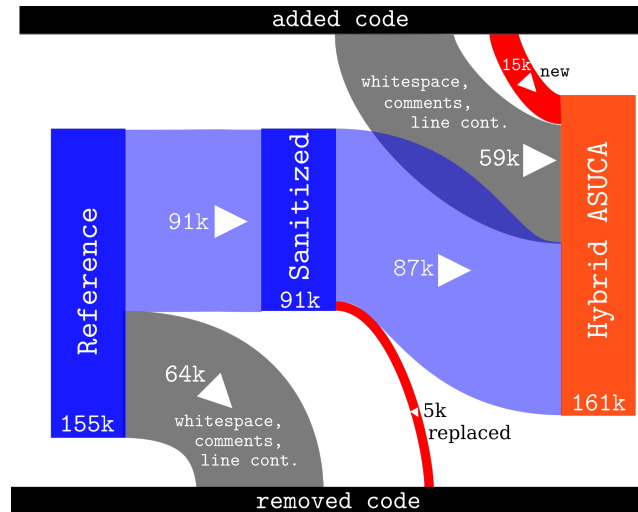 added code
15k
new
whitespace,
comments,
line cont.
59k
Reference
155k
91k
Sanitized
91k
87k
Hybrid ASUCA
161k
64k
whitespace,
comments,
line cont.
5k
replaced
removed code